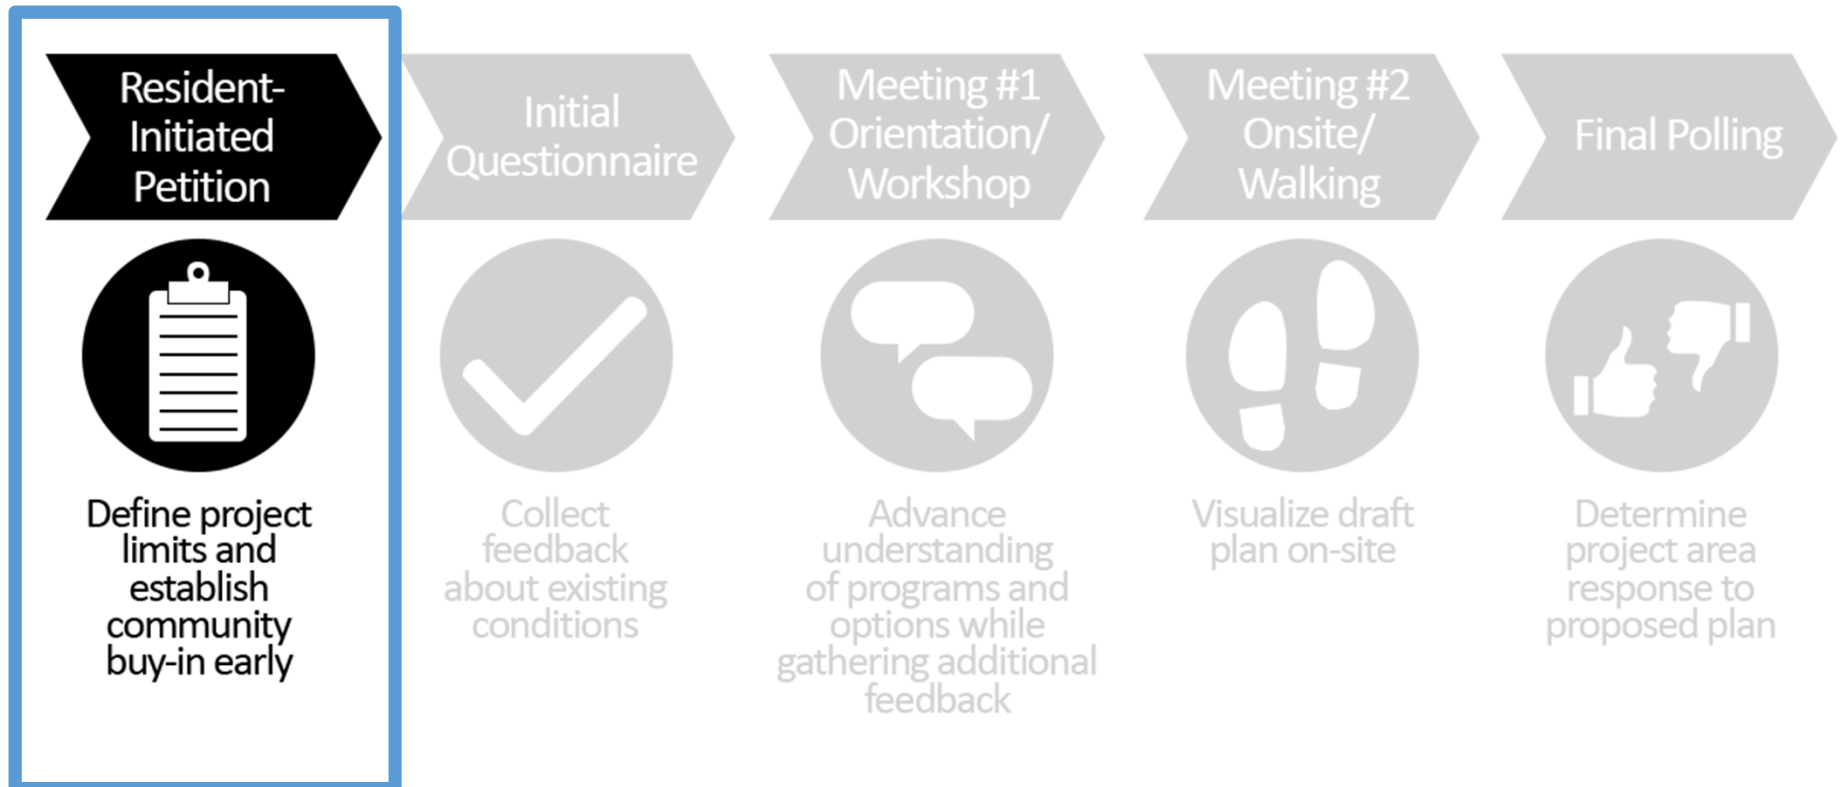 Resident-
Initiated
Petition
Define project
limits and
establish
community
buy-in early
Initial
Questionnaire
Collect
feedback
about existing
conditions
Meeting #1
Orientation/
Workshop
Advance
understanding
of programs and
options while
gathering additional
feedback
Meeting #2
Onsite/
Walking
Visualize draft
plan on-site
Final Polling
Determine
project area
response to
proposed plan